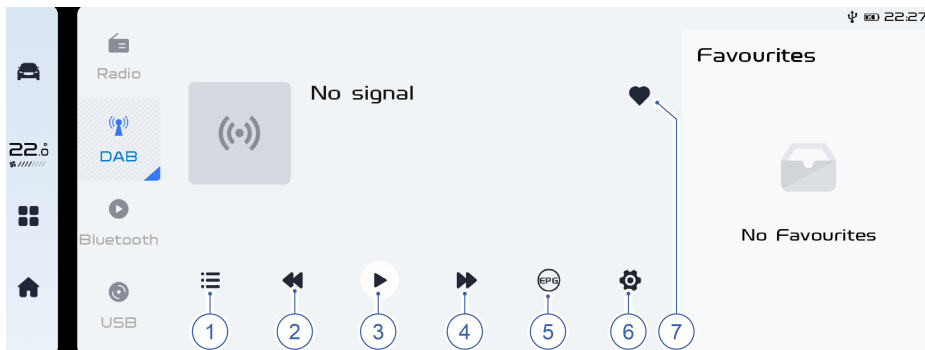 22:27
22.0°
Radio
DAB
Bluetooth
USB
No signal
EPG
1
2
3
4
5
6
7
Favourites
No Favourites